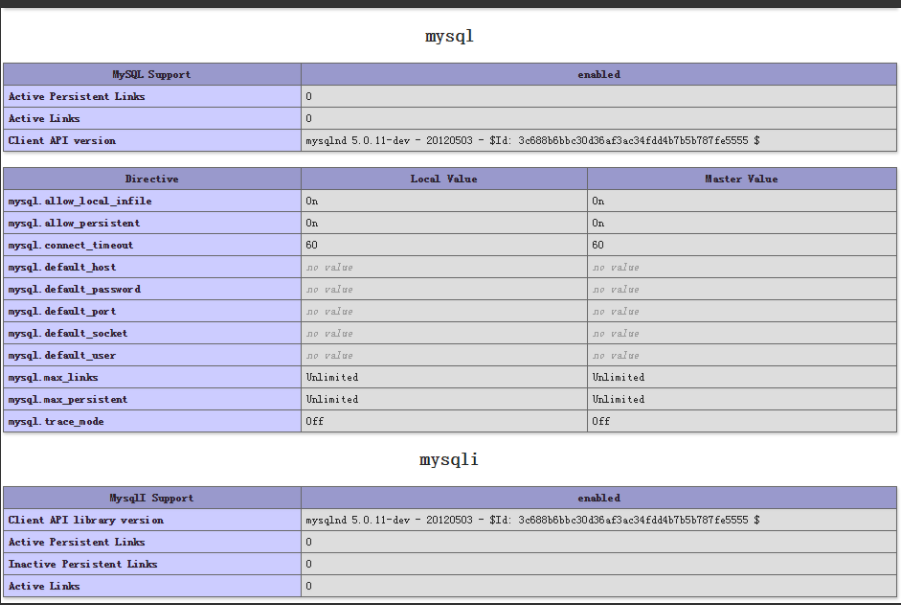 mysql
MySQL Support enabled
Active Persistent Links 0
Active Links 0
Client API version mysqlnd 5.0.11-dev - 20120503 - $Id: 3c688b6bbc30d36af3ac34fdd4b7b5b787fe5555 $
Directive Local Value Master Value
mysql.allow_local_infile On On
mysql.allow_persistent On On
mysql.connect_timeout 60 60
mysql.default_host no value no value
mysql.default_password no value no value
mysql.default_port no value no value
mysql.default_socket no value no value
mysql.default_user no value no value
mysql.max_links Unlimited Unlimited
mysql.max_persistent Unlimited Unlimited
mysql.trace_mode Off Off
mysqli
MysqlI Support enabled
Client API library version mysqlnd 5.0.11-dev - 20120503 - $Id: 3c688b6bbc30d36af3ac34fdd4b7b5b787fe5555 $
Active Persistent Links 0
Inactive Persistent Links 0
Active Links 0